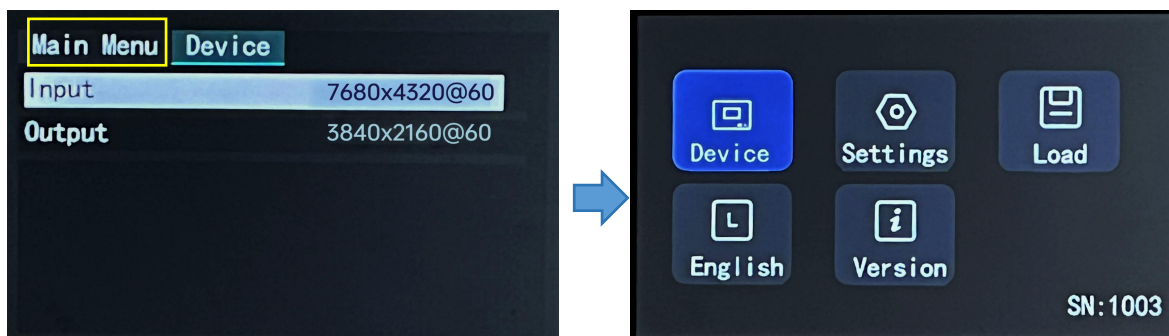 Main Menu Device
Input 7680x4320@60
Output 3840x2160@60
Device Settings Load
English Version
SN:1003